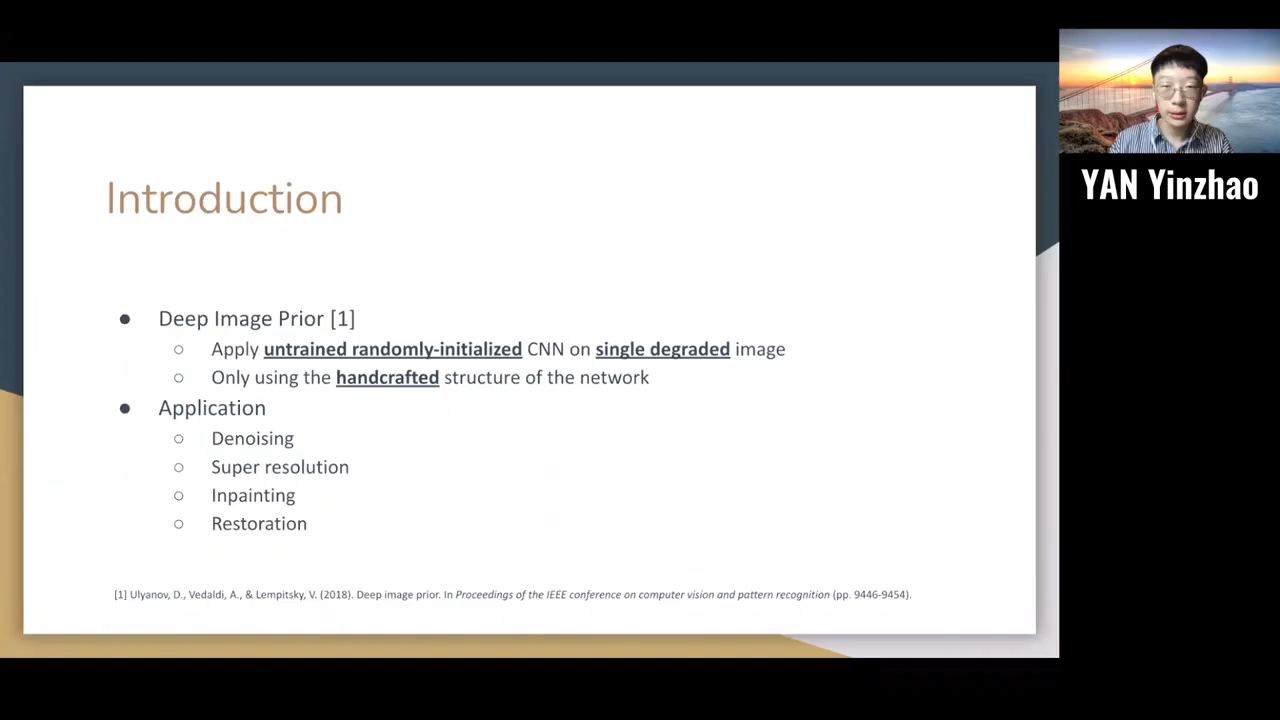 Introduction
● Deep Image Prior [1]
○ Apply untrained randomly-initialized CNN on single degraded image
○ Only using the handcrafted structure of the network
● Application
○ Denoising
○ Super resolution
○ Inpainting
○ Restoration
[1] Ulyanov, D., Vedaldi, A., & Lempitsky, V. (2018). Deep image prior. In Proceedings of the IEEE conference on computer vision and pattern recognition (pp. 9446-9454).
YAN Yinzhao